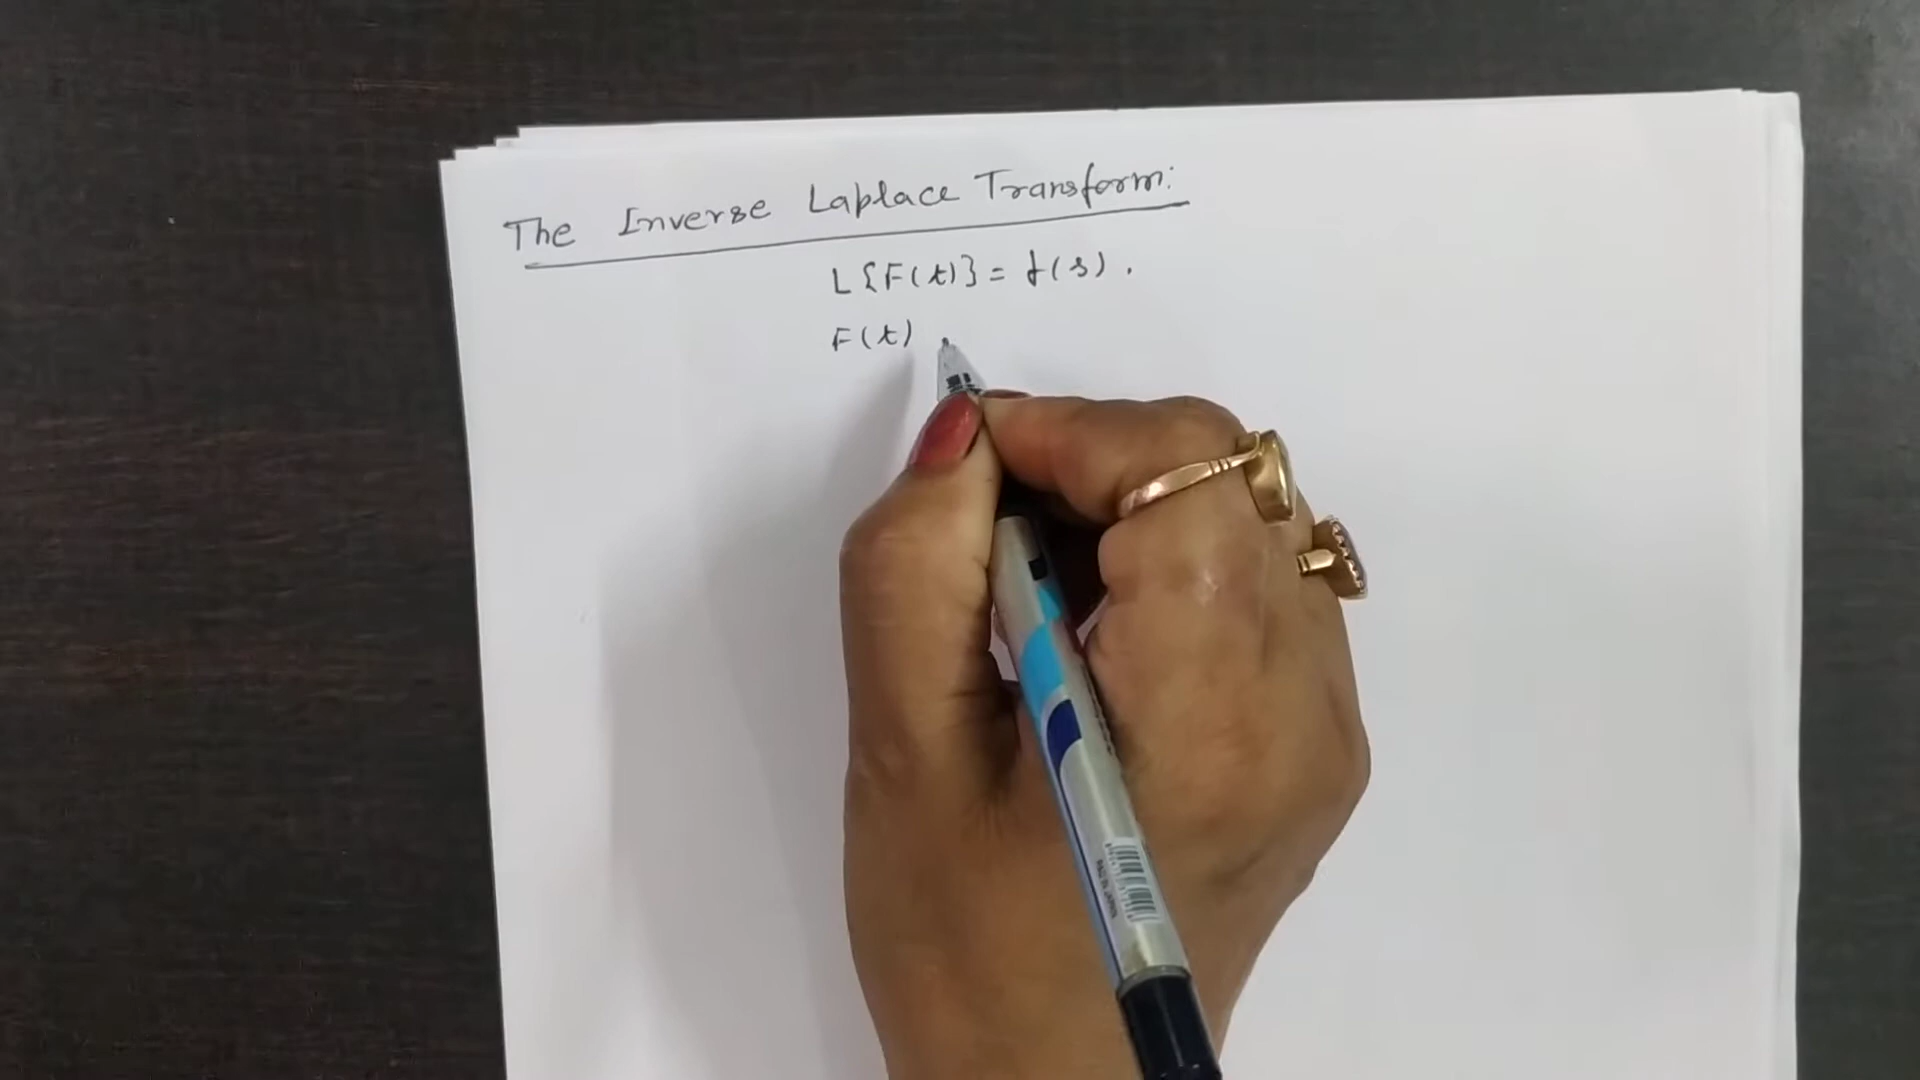 The Inverse Laplace Transform:
L{F(t)} = f(s).
F(t)